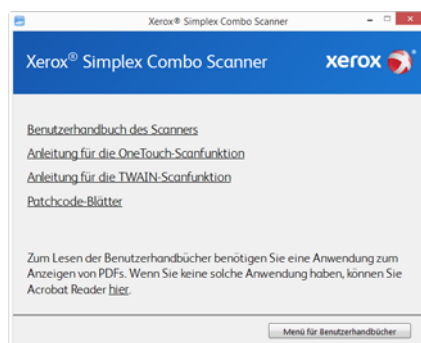 Xerox® Simplex Combo Scanner
Xerox® Simplex Combo Scanner
xerox
Benutzerhandbuch des Scanners
Anleitung für die OneTouch-Scanfunktion
Anleitung für die TWAIN-Scanfunktion
Patchcode-Blätter
Zum Lesen der Benutzerhandbücher benötigen Sie eine Anwendung zum
Anzeigen von PDFs. Wenn Sie keine solche Anwendung haben, können Sie
Acrobat Reader hier.
Menü für Benutzerhandbücher